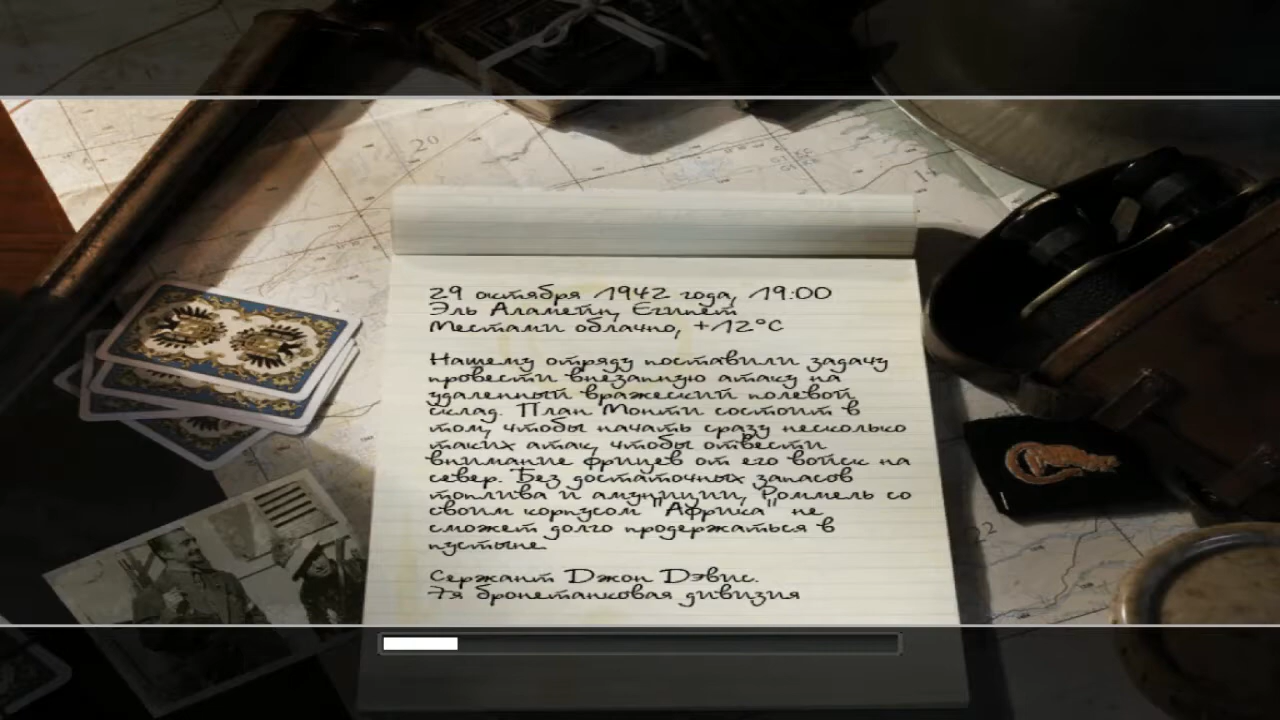 29 октября 1942 года, 19:00
Эль Аламейн, Египет
Местами облачно, +12°C
Нашему отряду поставили задачу
провести внезапную атаку на
удаленный вражеский полевой
склад. План Монти состоит в
том, чтобы начать сразу несколько
таких атак, чтобы отвести
внимание фрицев от его войск на
север. Без достаточных запасов
топлива и амуниции, Роммель со
своим корпусом "Африка" не
сможет долго продержаться в
пустыне.
Сержант Джон Дэвис.
7я бронетанковая дивизия
20
22